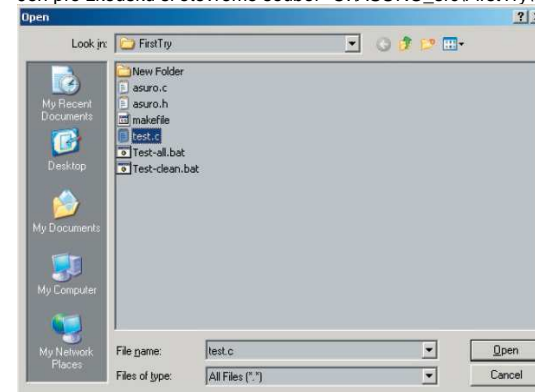 Open
Look in:
FirstTry
New Folder
asuro.c
asuro.h
makefile
test.c
Test-all.bat
Test-clean.bat
My Recent
Documents
Desktop
My Documents
My Computer
My Network
Places
File name:
test.c
Open
Files of type:
All Files (*.*)
Cancel